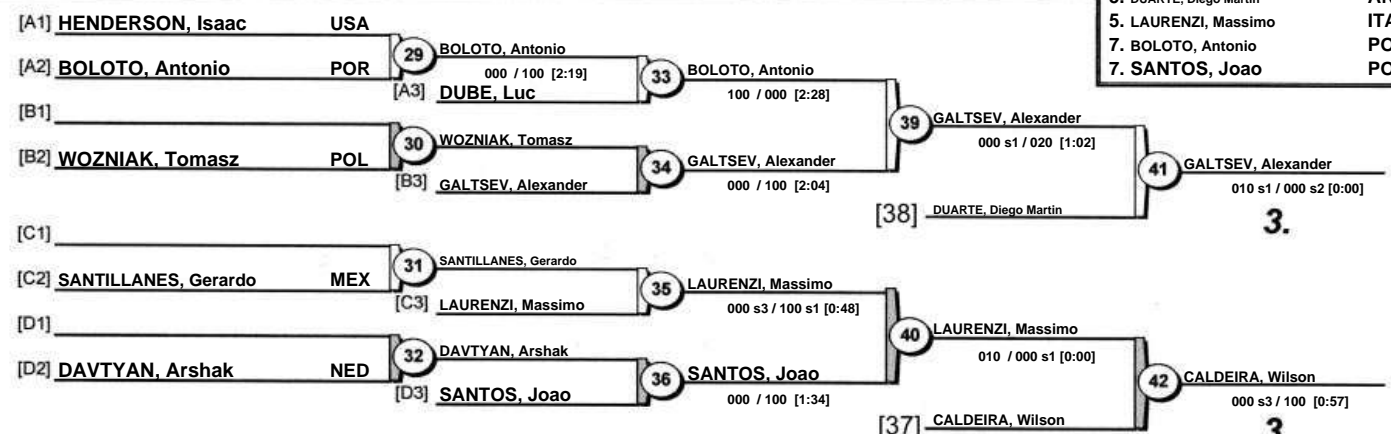 5. DUARTE, Diego Martin
5. LAURENZI, Massimo ITA
7. BOLOTO, Antonio PO
7. SANTOS, Joao PO
[A1] HENDERSON, Isaac USA
[A2] BOLOTO, Antonio POR
29
BOLOTO, Antonio
000 / 100 [2:19]
[A3] DUBE, Luc
33
BOLOTO, Antonio
100 / 000 [2:28]
[B1]
[B2] WOZNIAK, Tomasz POL
30
WOZNIAK, Tomasz
[B3] GALTSEV, Alexander
34
GALTSEV, Alexander
000 / 100 [2:04]
39
GALTSEV, Alexander
000 s1 / 020 [1:02]
[38] DUARTE, Diego Martin
41
GALTSEV, Alexander
010 s1 / 000 s2 [0:00]
3.
[C1]
[C2] SANTILLANES, Gerardo MEX
31
SANTILLANES, Gerardo
[C3] LAURENZI, Massimo
35
LAURENZI, Massimo
000 s3 / 100 s1 [0:48]
[D1]
[D2] DAVTYAN, Arshak NED
32
DAVTYAN, Arshak
[D3] SANTOS, Joao
36
SANTOS, Joao
000 / 100 [1:34]
40
LAURENZI, Massimo
010 / 000 s1 [0:00]
[37] CALDEIRA, Wilson
42
CALDEIRA, Wilson
000 s3 / 100 [0:57]
3.